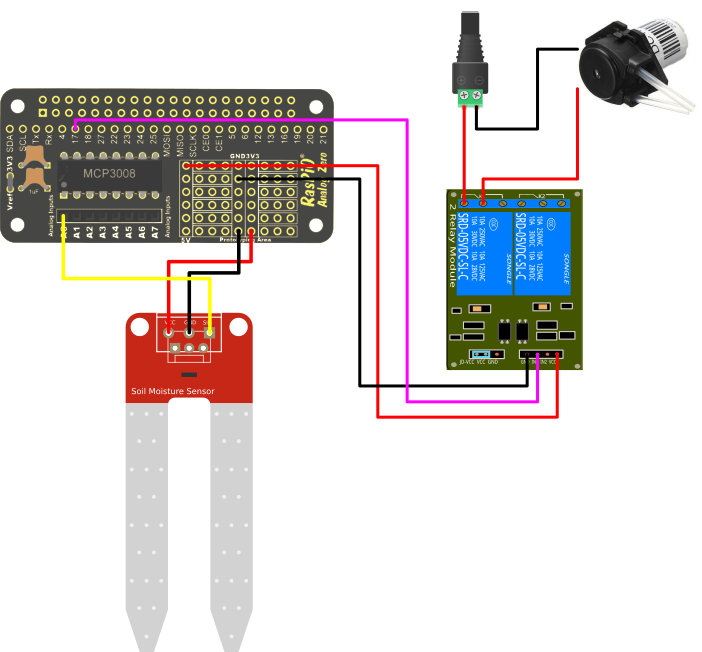 SDA
SCL
TX
RX
4
17
18
27
22
23
24
25
MOSI
MISO
SCLK
CE0
CE1
5
6
12
13
16
19
20
21
Vref
3V3
1uF
MCP3008
GND3V3
RasPiO®
Analog Zero
Analog Inputs
Analog Inputs
A0
A1
A2
A3
A4
A5
A6
A7
5V
Prototyping Area
VCC
GND
SIG
Soil Moisture Sensor
DC
2 Relay Module
SRD-05VDC-SL-C
10A 250VAC 10A 125VAC
10A 30VDC 10A 28VDC
SONGLE
SRD-05VDC-SL-C
10A 250VAC 10A 125VAC
10A 30VDC 10A 28VDC
SONGLE
JD-VCC VCC GND
GND IN1 IN2 VCC